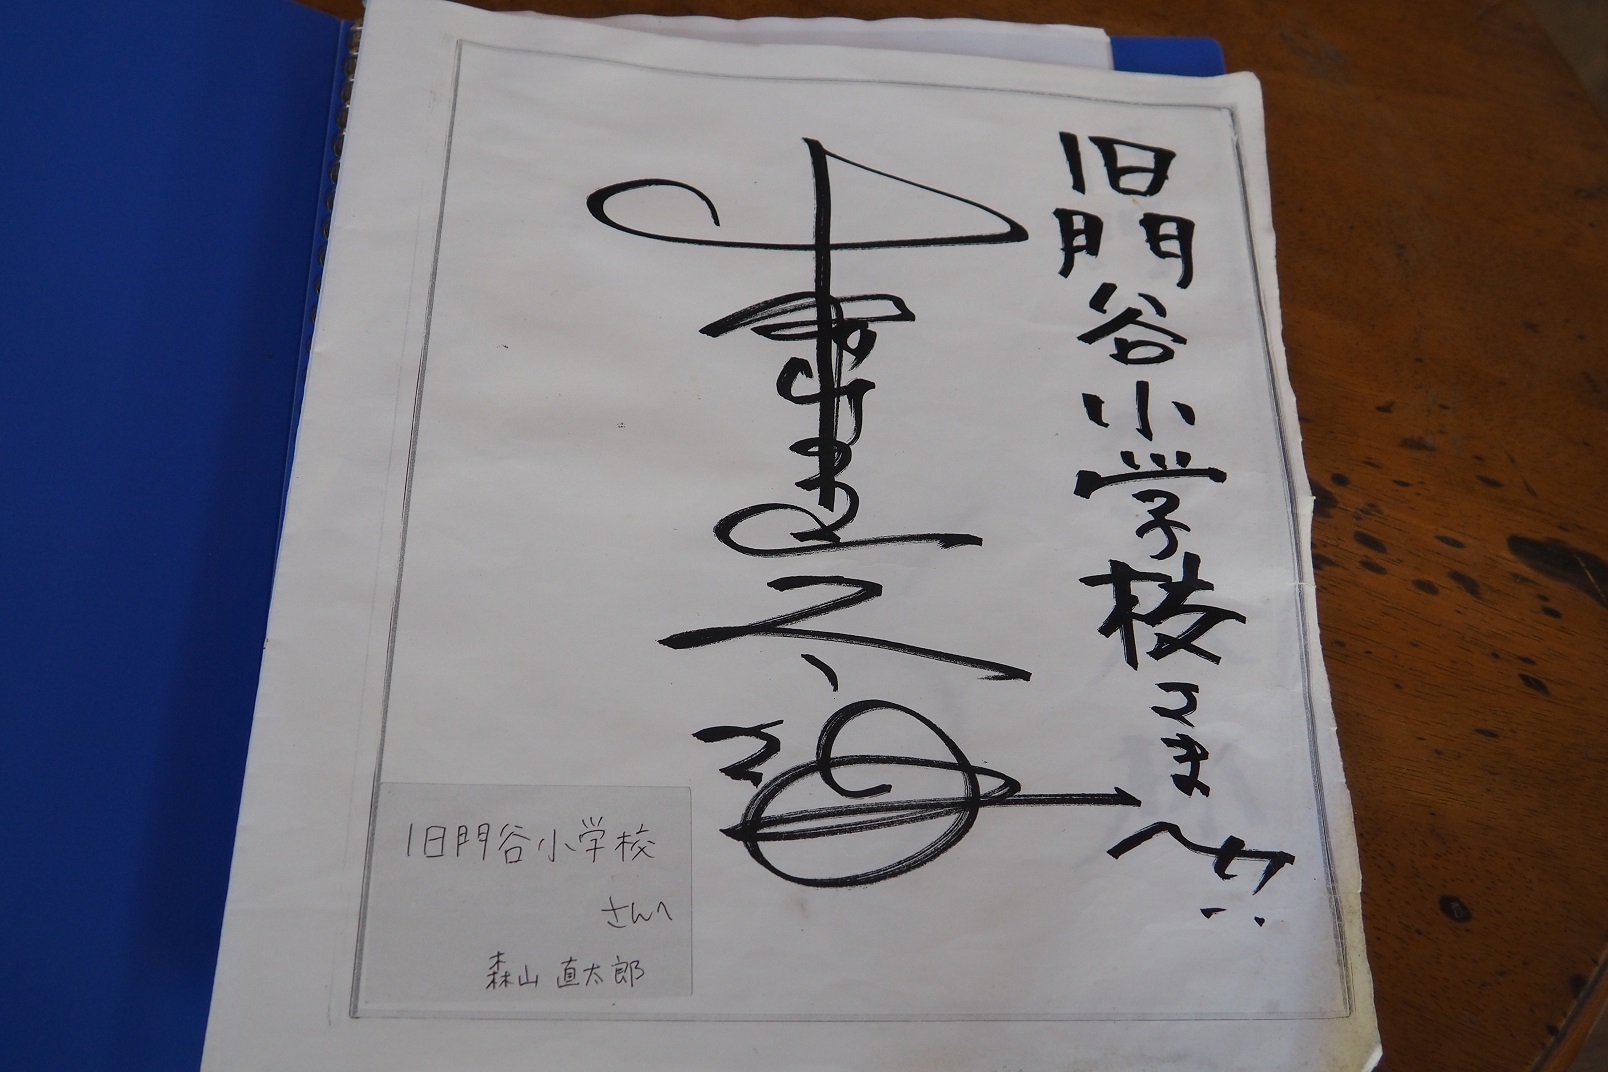 旧門谷小学校さまへ!!
旧門谷小学校
さんへ
森山 直太郎